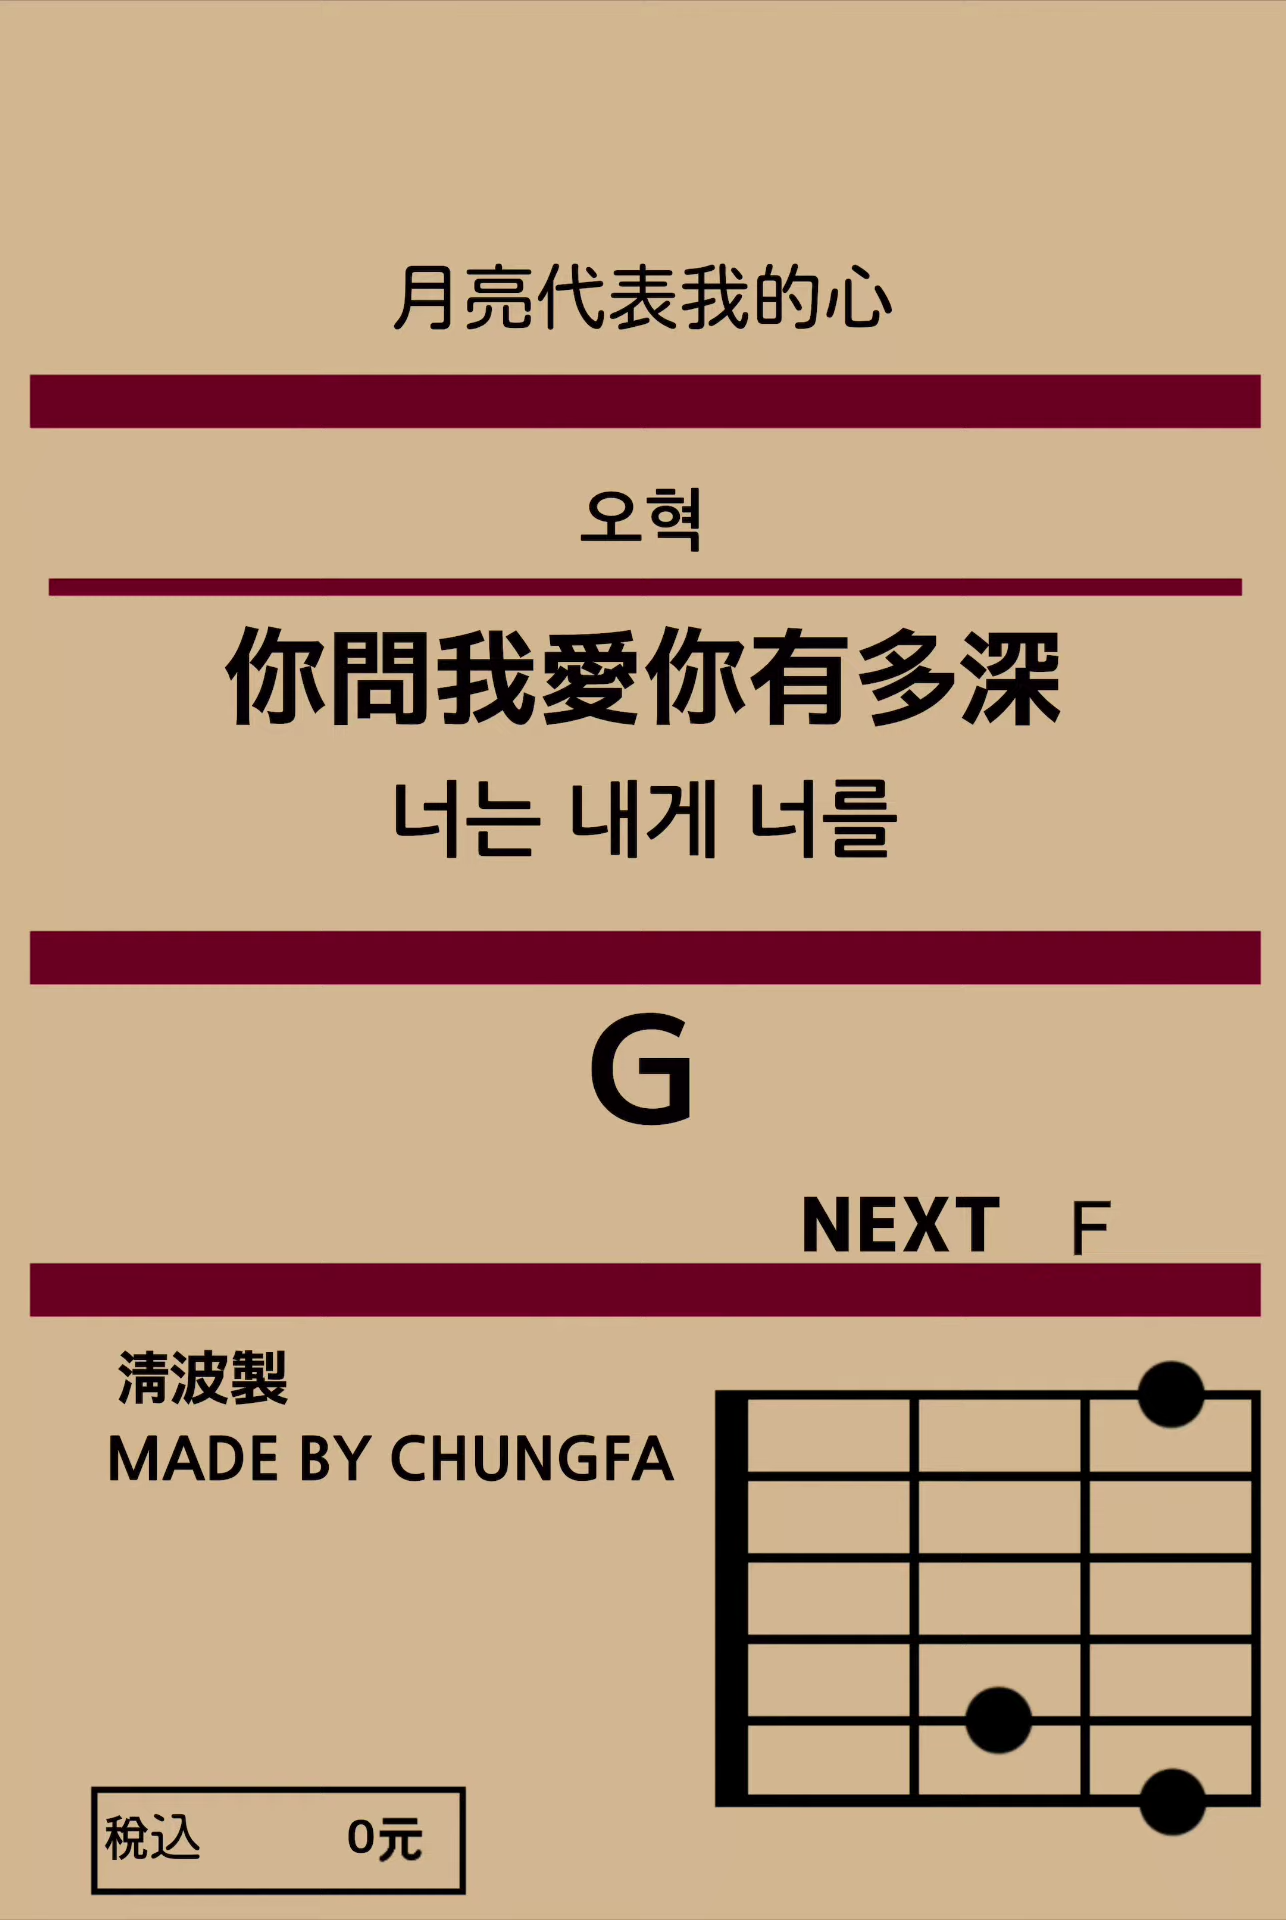 月亮代表我的心
오혁
你問我愛你有多深
너는 내게 너를
G
NEXT F
淸波製
MADE BY CHUNGFA
稅込 0元